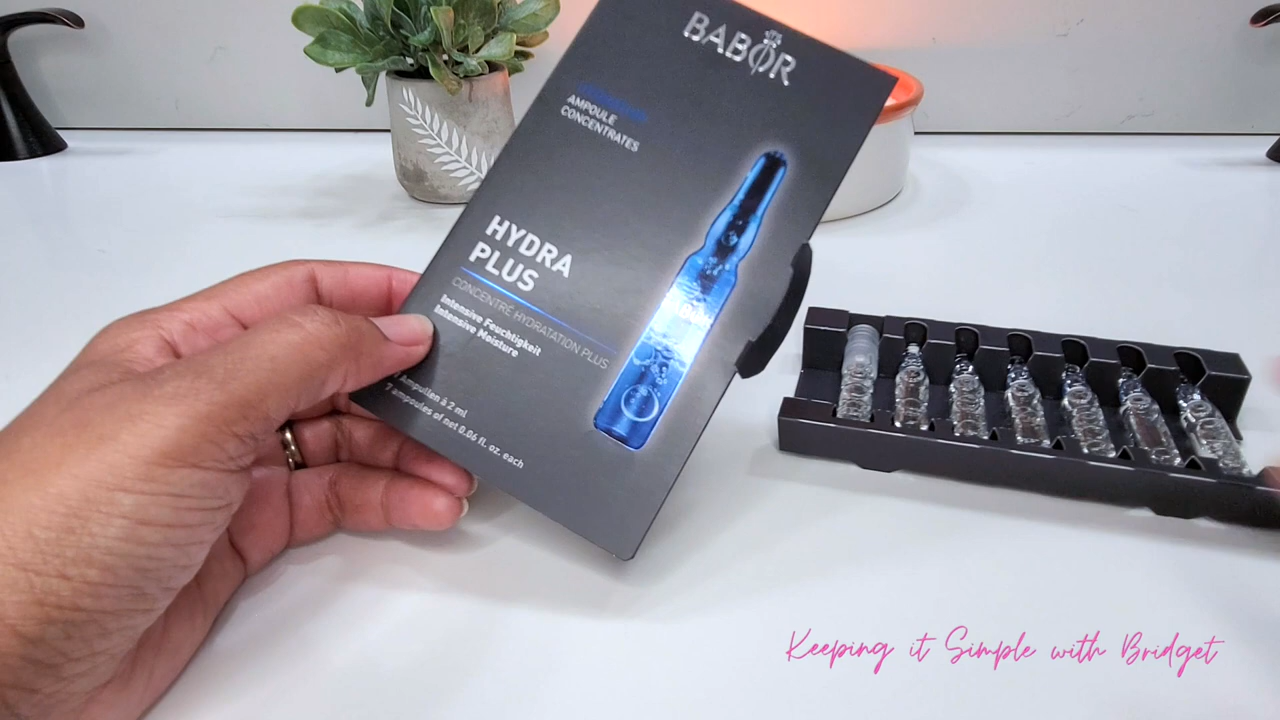 BABOR
AMPOULE
CONCENTRATES
HYDRA
PLUS
CONCENTRÉ HYDRATATION PLUS
Intensive Feuchtigkeit
Intensive Moisture
Ampullen à 2 ml
7 ampoules of net 0.06 fl. oz. each
Keeping it Simple with Bridget